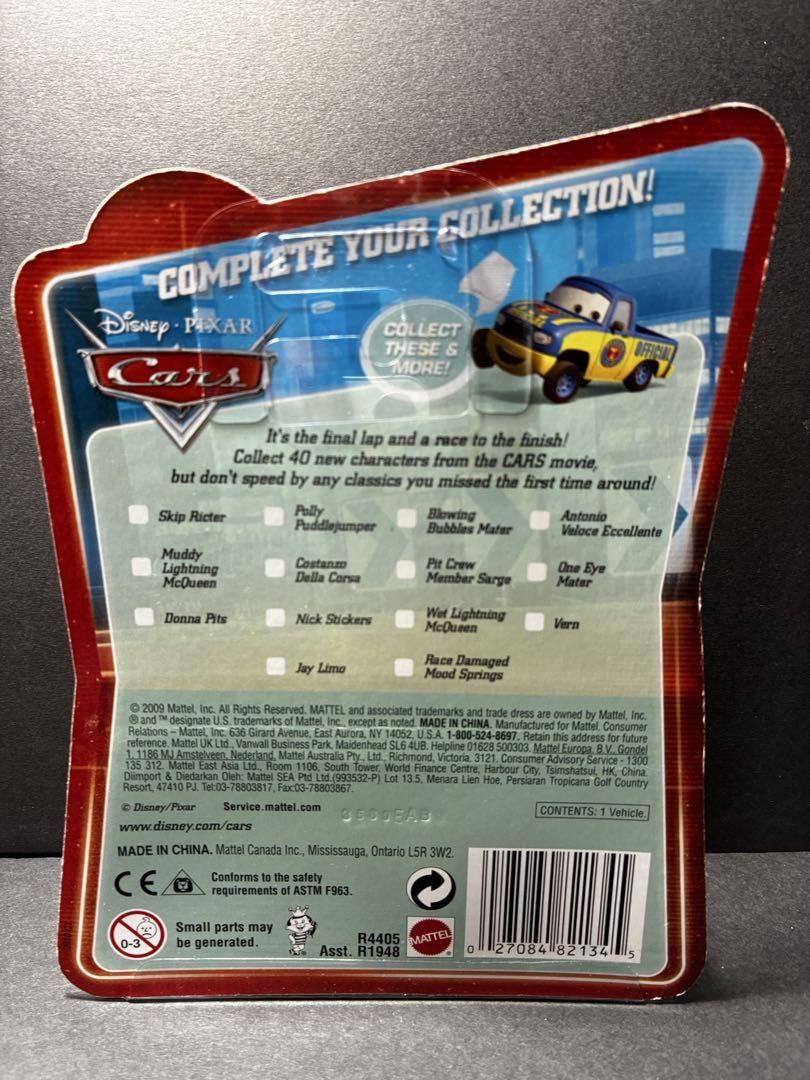 COMPLETE YOUR COLLECTION!
DISNEY · PIXAR
Cars
COLLECT
THESE &
MORE!
OFFICIAL
It's the final lap and a race to the finish!
Collect 40 new characters from the CARS movie,
but don't speed by any classics you missed the first time around!
Skip Ricter
Polly
Puddlejumper
Blowing
Bubbles Mater
Antonio
Veloce Eccellente
Muddy
Lightning
McQueen
Costanzo
Della Corsa
Pit Crew
Member Sarge
One Eye
Mater
Donna Pits
Nick Stickers
Wet Lightning
McQueen
Vern
Jay Limo
Race Damaged
Mood Springs
© 2009 Mattel, Inc. All Rights Reserved. MATTEL and associated trademarks and trade dress are owned by Mattel, Inc.
® and ™ designate U.S. trademarks of Mattel, Inc., except as noted. MADE IN CHINA. Manufactured for Mattel. Consumer
Relations – Mattel, Inc. 636 Girard Avenue, East Aurora, NY 14052, U.S.A. 1-800-524-8697. Retain this address for future
reference. Mattel UK Ltd., Vanwall Business Park, Maidenhead SL6 4UB. Helpline 01628 500303. Mattel Europa, B.V., Gondel
1, 1186 MJ Amstelveen, Nederland. Mattel Australia Pty., Ltd., Richmond, Victoria. 3121. Consumer Advisory Service - 1300
135 312. Mattel East Asia Ltd., Room 1106, South Tower, World Finance Centre, Harbour City, Tsimshatsui, HK, China.
Diimport & Diedarkan Oleh: Mattel SEA Ptd Ltd.(993532-P) Lot 13.5, Menara Lien Hoe, Persiaran Tropicana Golf Country
Resort, 47410 PJ. Tel:03-78803817, Fax:03-78803867.
© Disney/Pixar Service.mattel.com
www.disney.com/cars
CONTENTS: 1 Vehicle.
MADE IN CHINA. Mattel Canada Inc., Mississauga, Ontario L5R 3W2.
CE
Conforms to the safety
requirements of ASTM F963.
0-3
Small parts may
be generated.
R4405
Asst. R1948
MATTEL
0 27084 82134 5